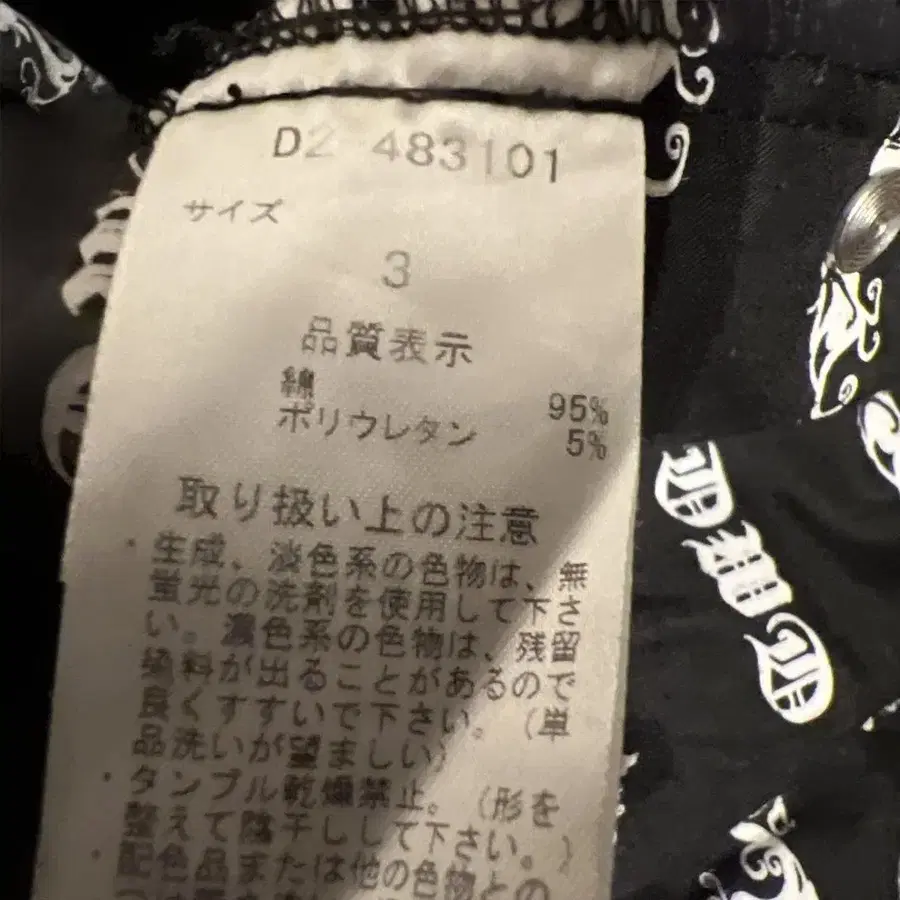 D2 483101
サイズ
3
品質表示
綿 95%
ポリウレタン 5%
取り扱い上の注意
・生成、淡色系の色物は、無
蛍光の洗剤を使用して下さ
い。濃色系の色物は、残留
染料が出ることがあるので
良くすすいで下さい。（単
品洗いが望ましい）
・タンブル乾燥禁止。（形を
整えて陰干しして下さい。）
・配色品または他の色物との